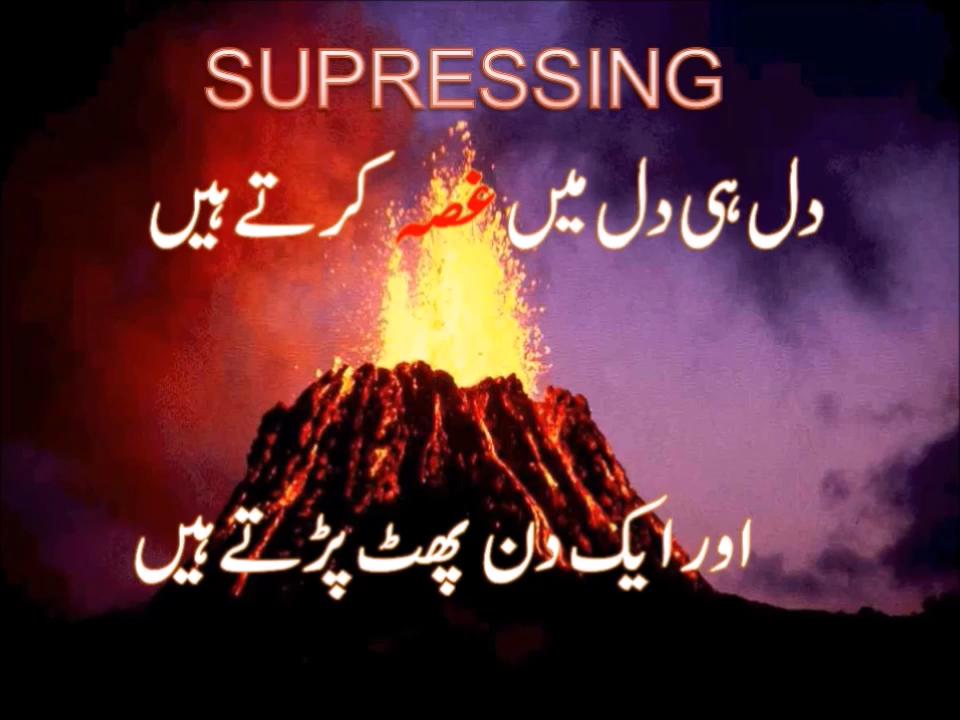 SUPRESSING
دل ہی دل میں غصہ کرتے ہیں
اور ایک دن پھٹ پڑتے ہیں